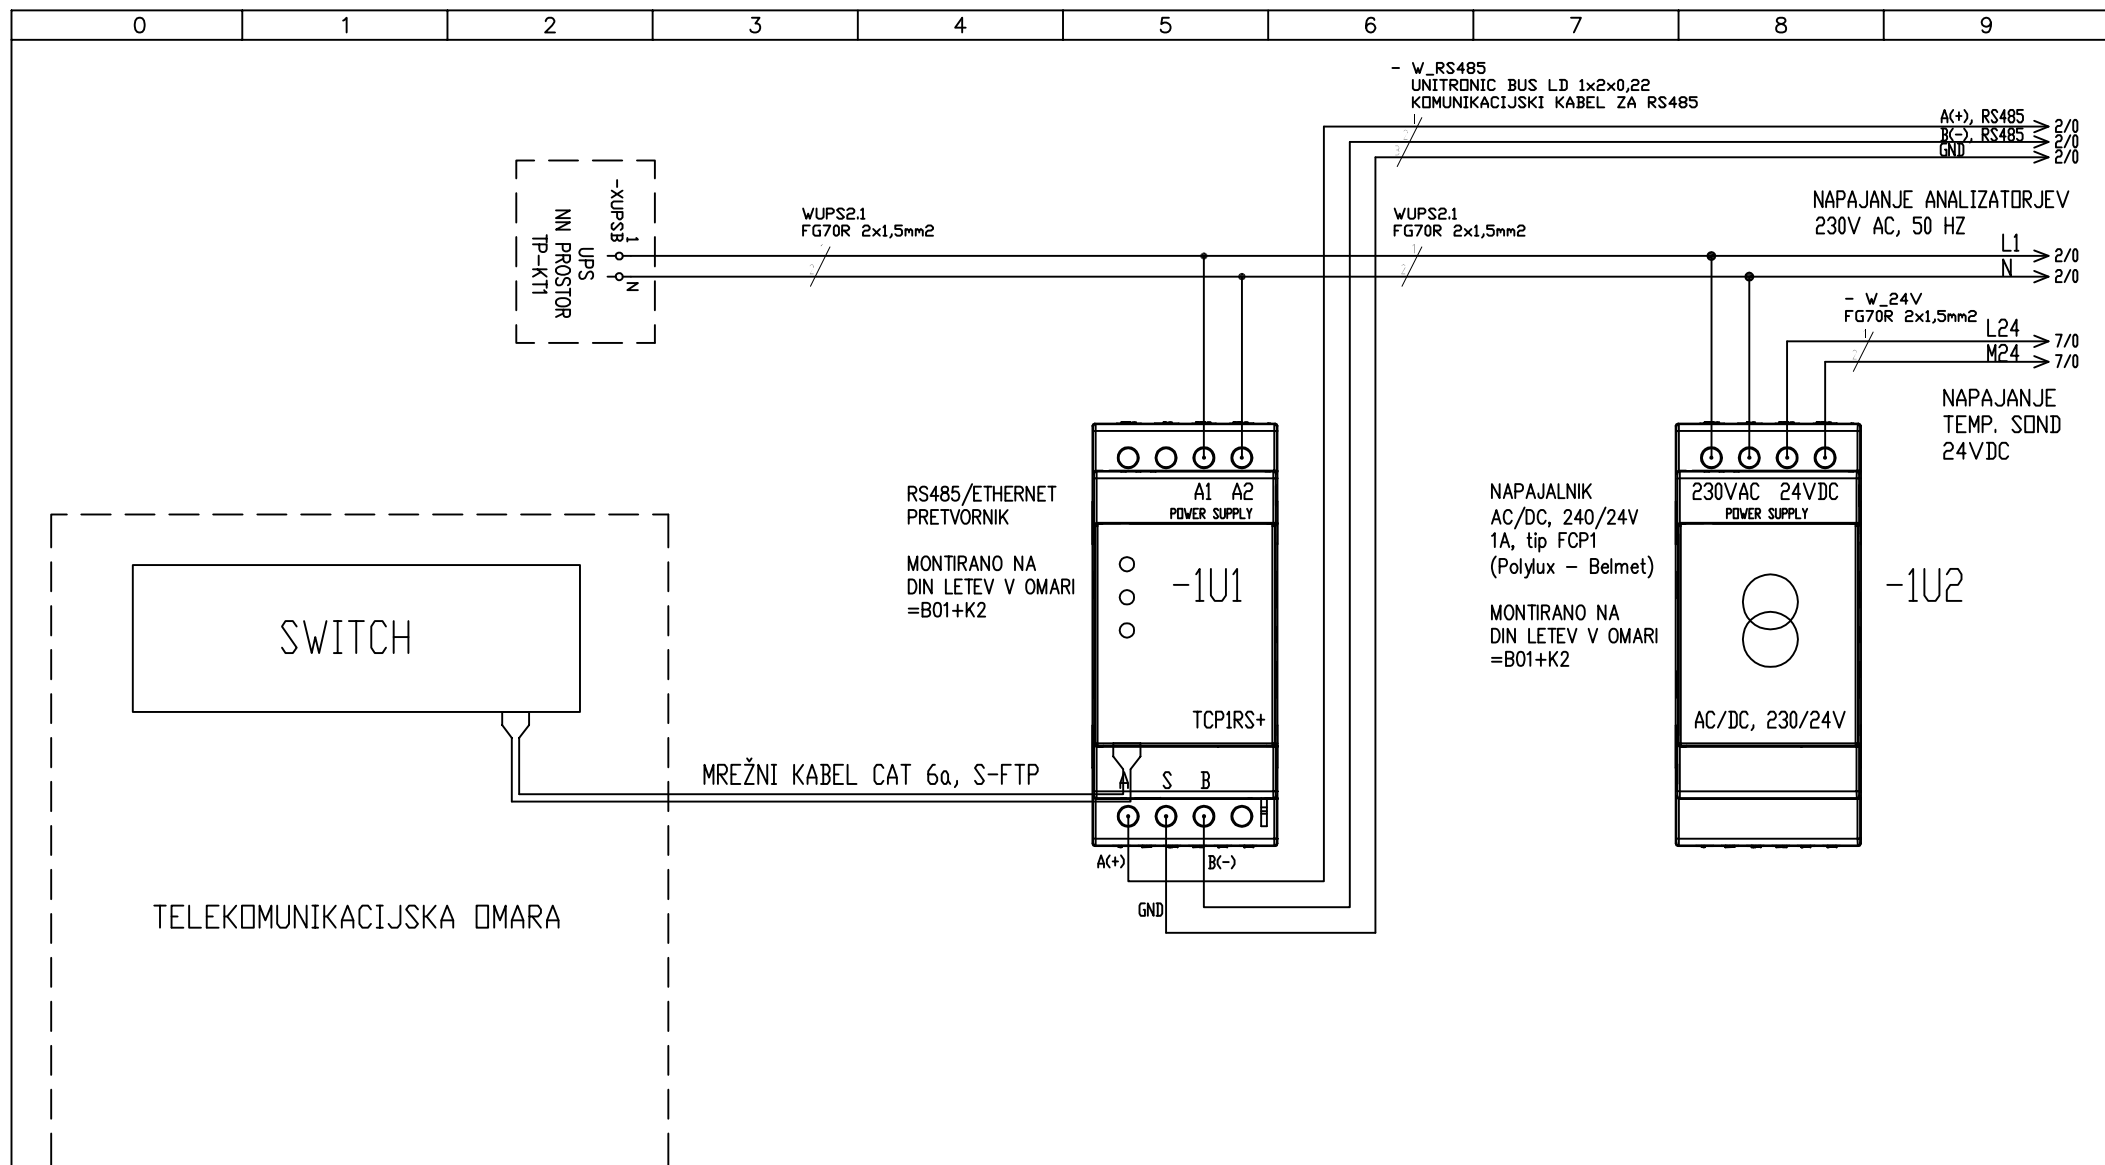 0 1 2 3 4 5 6 7 8 9
- W_RS485
UNITRONIC BUS LD 1x2x0,22
KOMUNIKACIJSKI KABEL ZA RS485
A(+), RS485 2/0
B(-), RS485 2/0
GND 2/0
-XUPSB
1
N
UPS
NN PROSTOR
TP-KT1
WUPS2.1
FG70R 2x1,5mm2
WUPS2.1
FG70R 2x1,5mm2
NAPAJANJE ANALIZATORJEV
230V AC, 50 HZ
L1 2/0
N 2/0
- W_24V
FG70R 2x1,5mm2
L24 7/0
M24 7/0
NAPAJANJE
TEMP. SOND
24VDC
RS485/ETHERNET
PRETVORNIK
MONTIRANO NA
DIN LETEV V OMARI
=B01+K2
A1 A2
POWER SUPPLY
-1U1
TCP1RS+
A S B
A(+)
B(-)
GND
NAPAJALNIK
AC/DC, 240/24V
1A, tip FCP1
(Polylux - Belmet)
MONTIRANO NA
DIN LETEV V OMARI
=B01+K2
230VAC 24VDC
POWER SUPPLY
-1U2
AC/DC, 230/24V
SWITCH
MREŽNI KABEL CAT 6a, S-FTP
TELEKOMUNIKACIJSKA OMARA